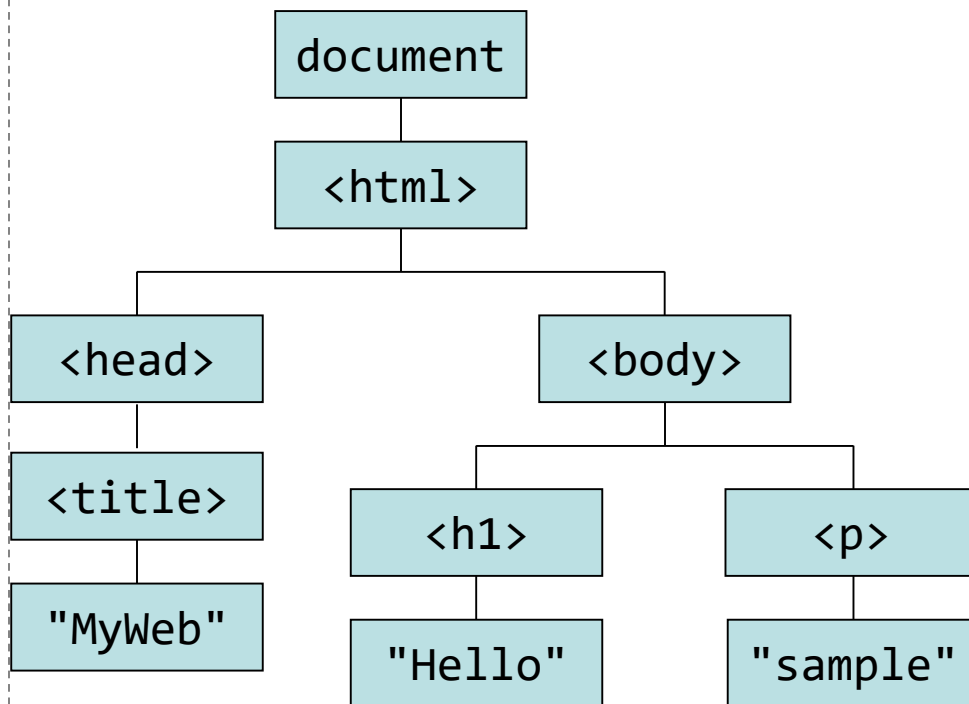 document
<html>
<head>
<body>
<title>
<h1>
<p>
"MyWeb"
"Hello"
"sample"